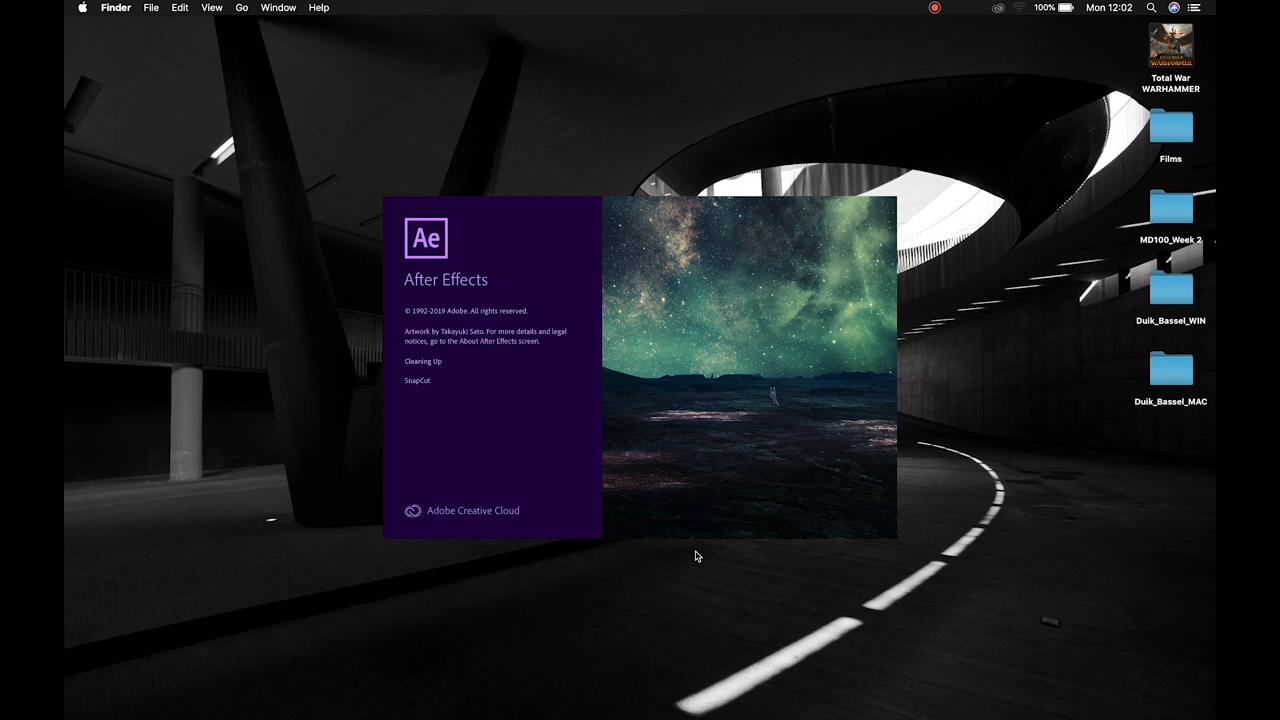 Finder File Edit View Go Window Help 100% Mon 12:02
Total War
WARHAMMER
Films
MD100_Week 2
Duik_Bassel_WIN
Duik_Bassel_MAC
Ae
After Effects
© 1992-2019 Adobe. All rights reserved.
Artwork by Takayuki Sato. For more details and legal
notices, go to the About After Effects screen.
Cleaning Up
SnapCut
Adobe Creative Cloud